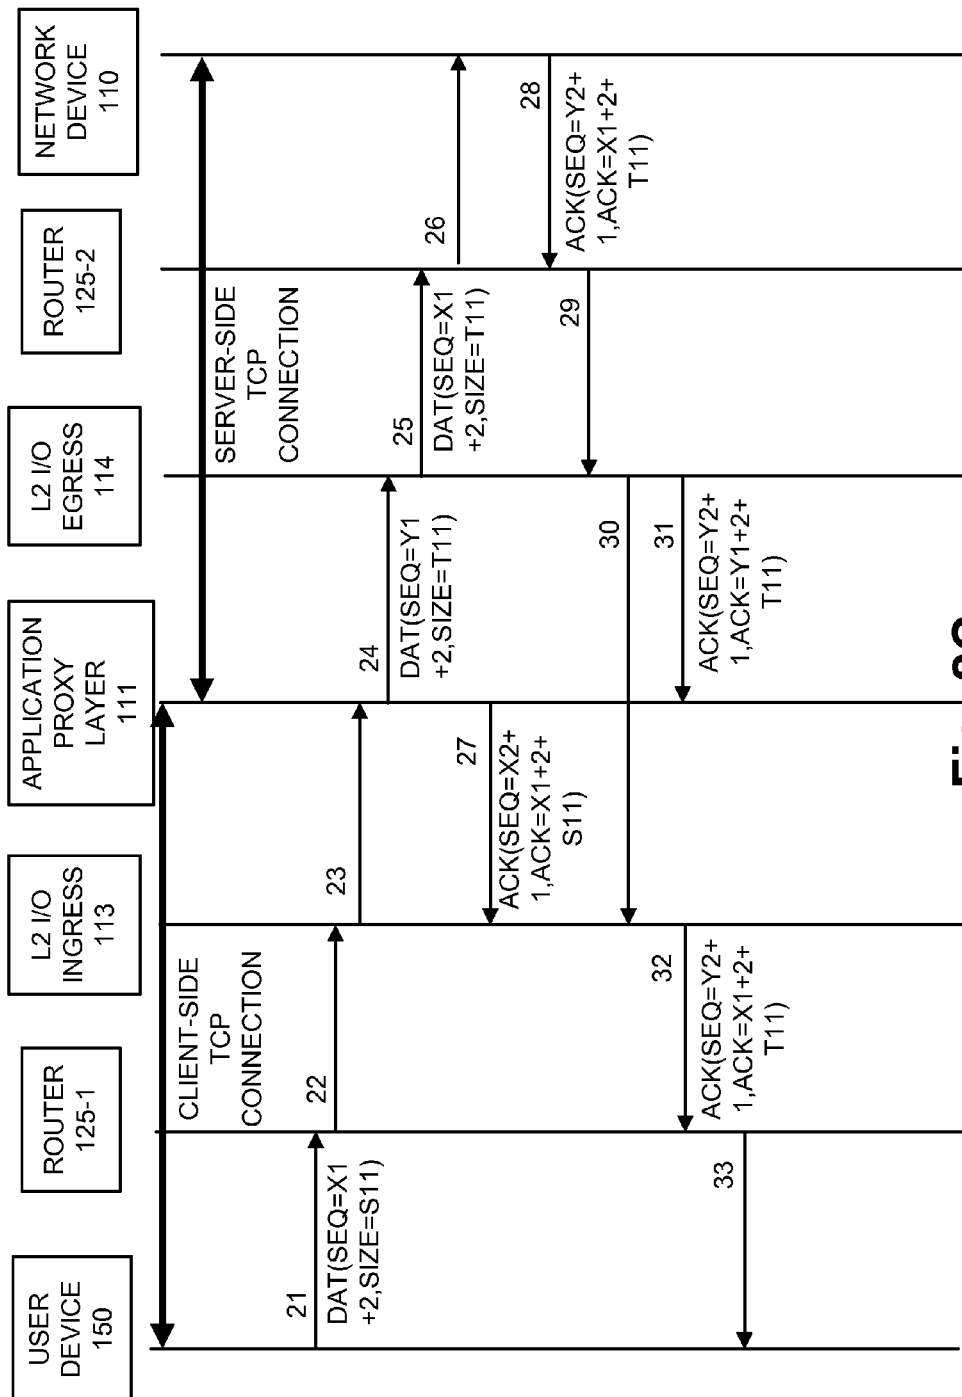 USER
DEVICE
150
ROUTER
125-1
L2 I/O
INGRESS
113
APPLICATION
PROXY
LAYER
111
L2 I/O
EGRESS
114
ROUTER
125-2
NETWORK
DEVICE
110
CLIENT-SIDE
TCP
CONNECTION
SERVER-SIDE
TCP
CONNECTION
21
DAT(SEQ=X1
+2,SIZE=S11)
22
23
24
DAT(SEQ=Y1
+2,SIZE=T11)
25
DAT(SEQ=X1
+2,SIZE=T11)
26
27
ACK(SEQ=X2+
1,ACK=X1+2+
S11)
28
ACK(SEQ=Y2+
1,ACK=X1+2+
T11)
29
30
31
ACK(SEQ=Y2+
1,ACK=Y1+2+
T11)
32
ACK(SEQ=Y2+
1,ACK=X1+2+
T11)
33